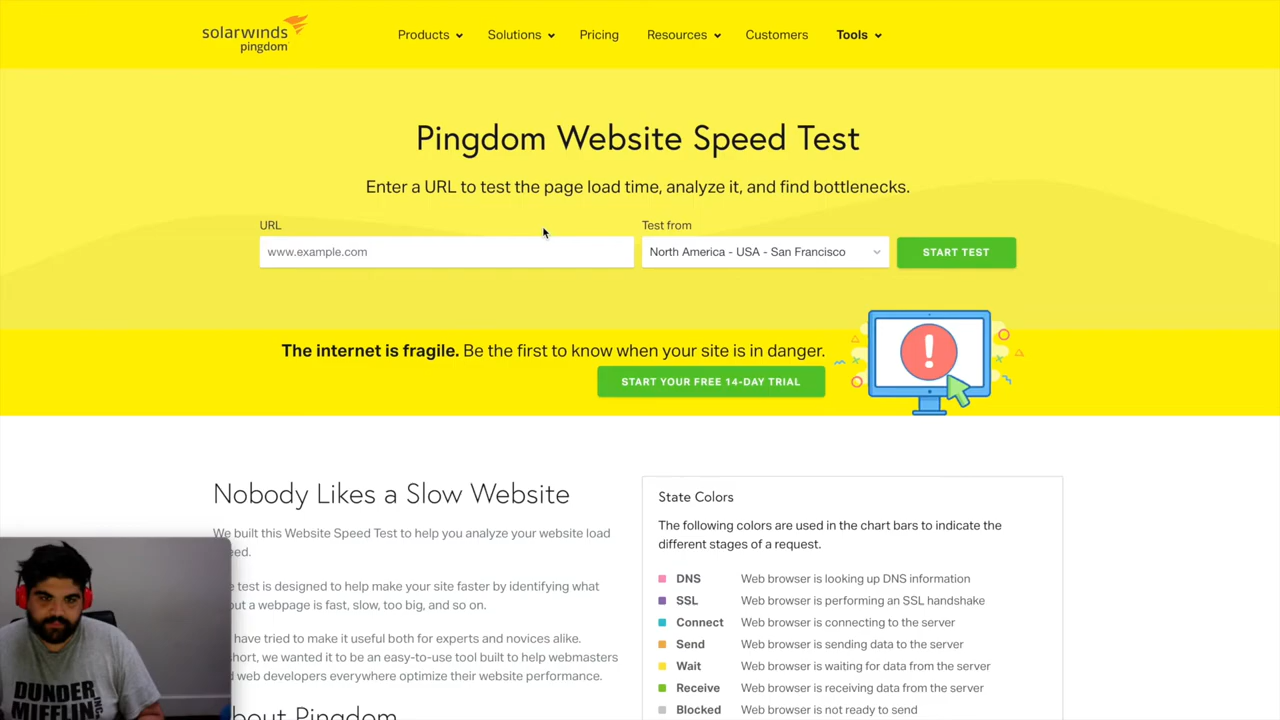 solarwinds
pingdom
Products
Solutions
Pricing
Resources
Customers
Tools
Pingdom Website Speed Test
Enter a URL to test the page load time, analyze it, and find bottlenecks.
URL
Test from
www.example.com
North America - USA - San Francisco
START TEST
The internet is fragile. Be the first to know when your site is in danger.
START YOUR FREE 14-DAY TRIAL
!
Nobody Likes a Slow Website
We built this Website Speed Test to help you analyze your website load
eed.
e test is designed to help make your site faster by identifying what
out a webpage is fast, slow, too big, and so on.
have tried to make it useful both for experts and novices alike.
short, we wanted it to be an easy-to-use tool built to help webmasters
d web developers everywhere optimize their website performance.
bout Pingdom
State Colors
The following colors are used in the chart bars to indicate the
different stages of a request.
DNS Web browser is looking up DNS information
SSL Web browser is performing an SSL handshake
Connect Web browser is connecting to the server
Send Web browser is sending data to the server
Wait Web browser is waiting for data from the server
Receive Web browser is receiving data from the server
Blocked Web browser is not ready to send
DUNDER
MIFFLIN